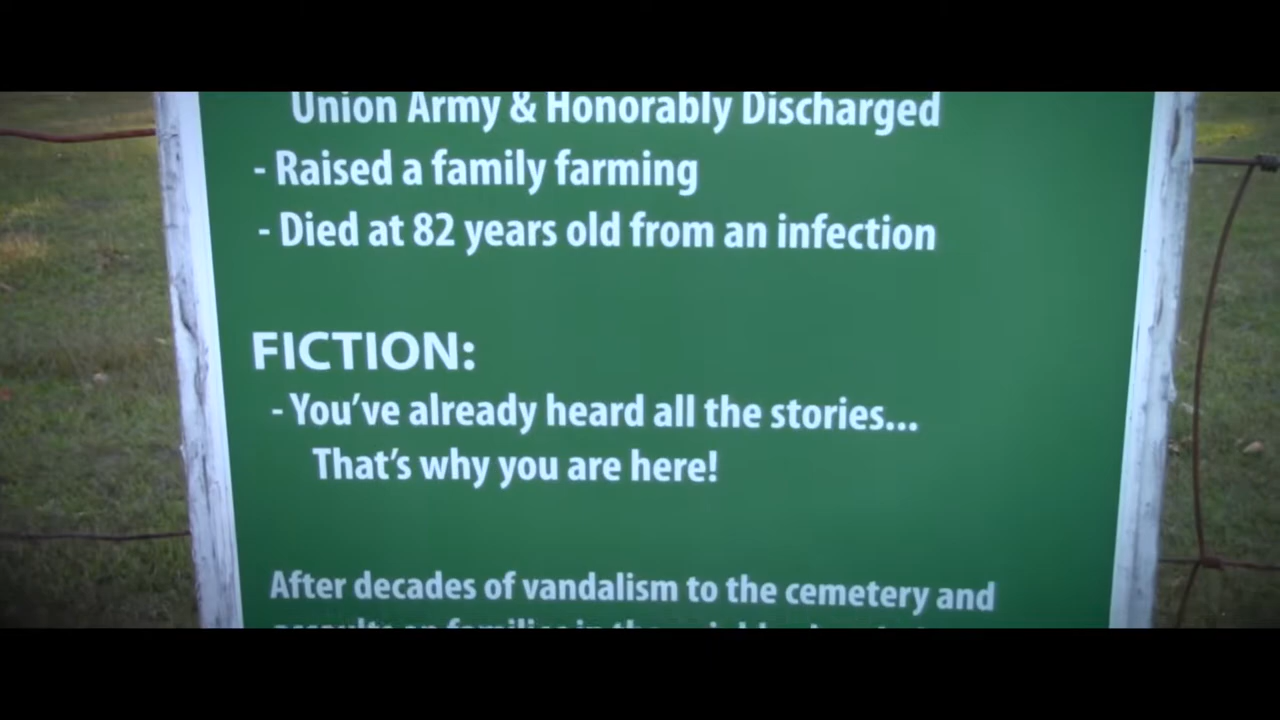 Union Army & Honorably Discharged
- Raised a family farming
- Died at 82 years old from an infection
FICTION:
- You've already heard all the stories...
That's why you are here!
After decades of vandalism to the cemetery and